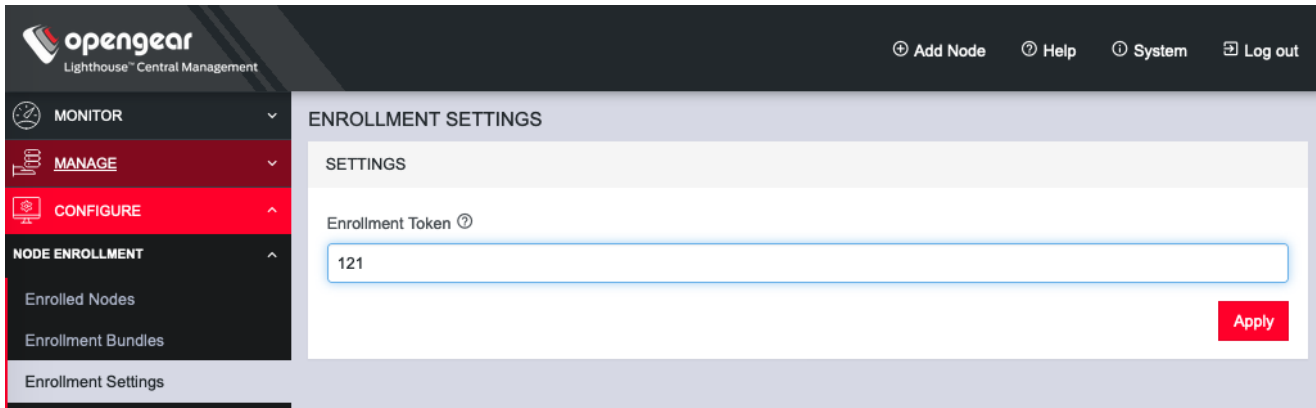 opengear
Lighthouse™ Central Management
Add Node
Help
System
Log out
MONITOR
MANAGE
CONFIGURE
NODE ENROLLMENT
Enrolled Nodes
Enrollment Bundles
Enrollment Settings
ENROLLMENT SETTINGS
SETTINGS
Enrollment Token
121
Apply